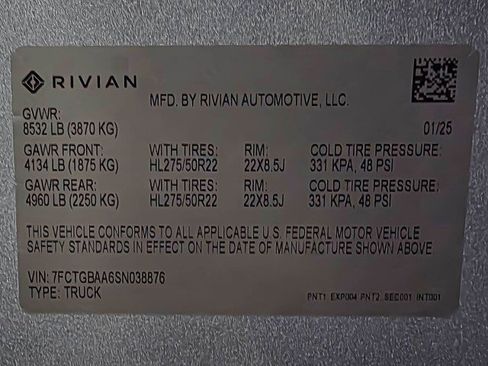 RIVIAN
MFD. BY RIVIAN AUTOMOTIVE, LLC.
GVWR:
8532 LB (3870 KG) 01/25
GAWR FRONT: WITH TIRES: RIM: COLD TIRE PRESSURE:
4134 LB (1875 KG) HL275/50R22 22X8.5J 331 KPA, 48 PSI
GAWR REAR: WITH TIRES: RIM: COLD TIRE PRESSURE:
4960 LB (2250 KG) HL275/50R22 22X8.5J 331 KPA, 48 PSI
THIS VEHICLE CONFORMS TO ALL APPLICABLE U.S. FEDERAL MOTOR VEHICLE
SAFETY STANDARDS IN EFFECT ON THE DATE OF MANUFACTURE SHOWN ABOVE
VIN: 7FCTGBAA6SN038876
TYPE: TRUCK
PNT1 EXP004 PNT2 SEC001 INT001